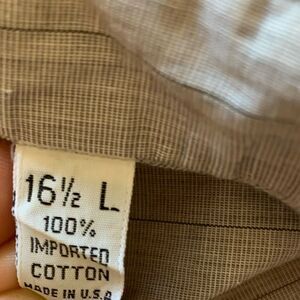 16½ L
100%
IMPORTED
COTTON
MADE IN U.S.A